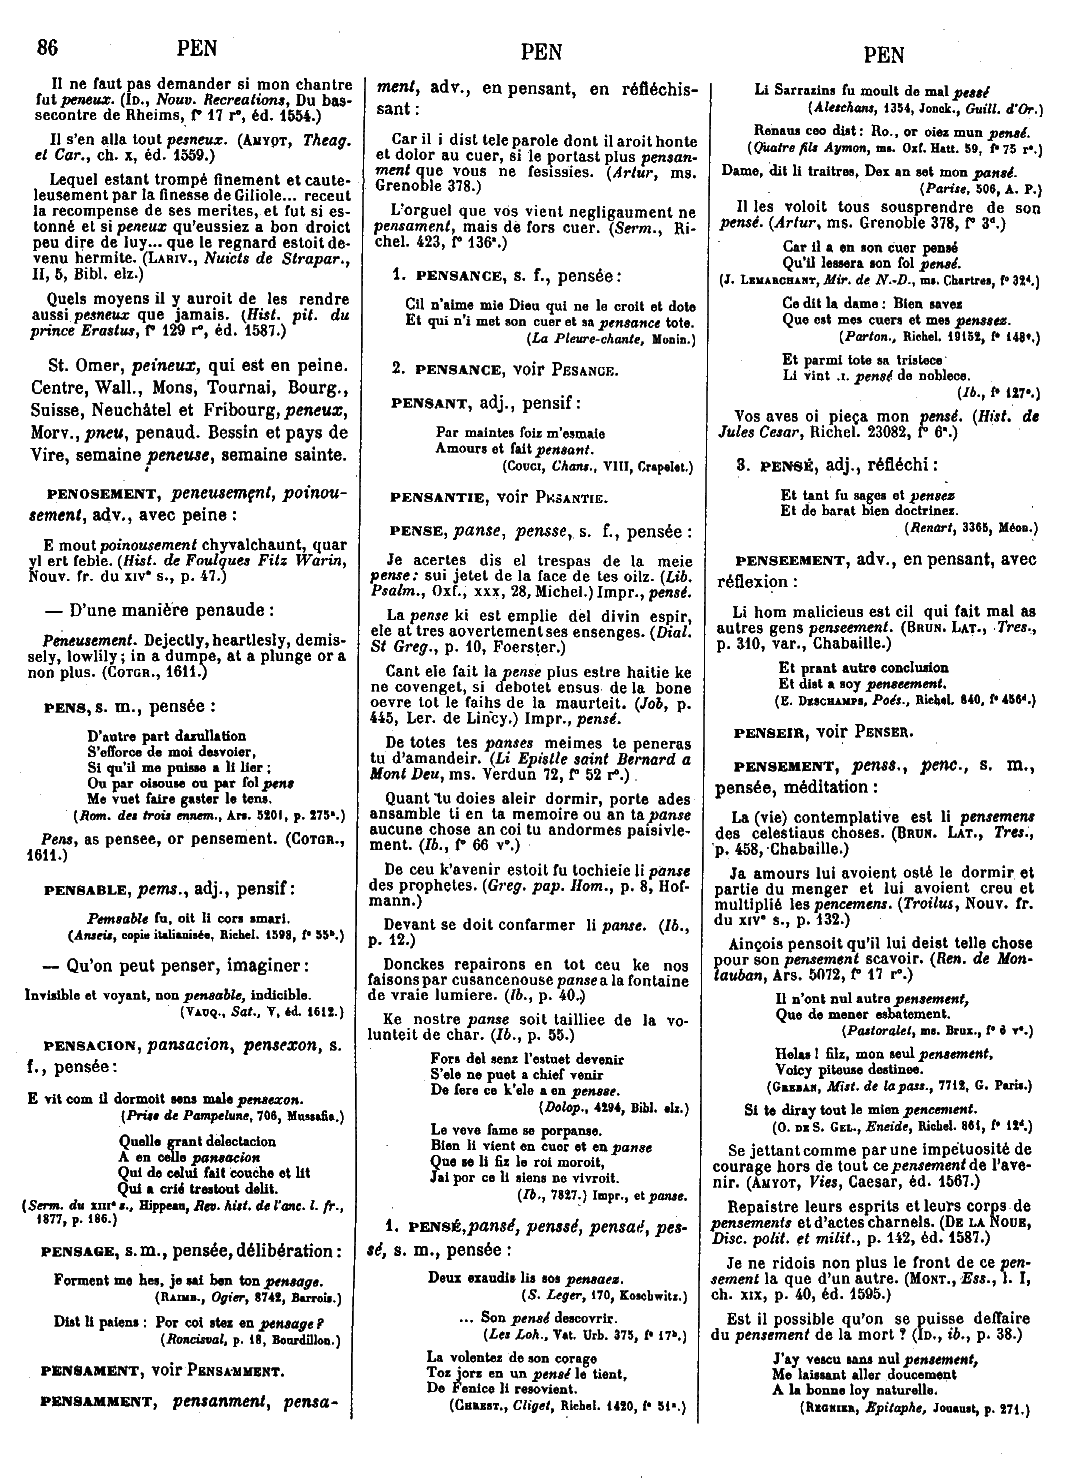 86 PEN PEN PEN
Il ne faut pas demander si mon chantre
fut peneux. (ID., Nouv. Recreations, Du bas-
secontre de Rheims, f° 17 r°, éd. 1554.)
Il s'en alla tout pesneux. (AMYOT, Theag.
et Car., ch. x, éd. 1559.)
Lequel estant trompé finement et caute-
leusement par la finesse de Giliole... receut
la recompense de ses merites, et fut si es-
tonné et si peneux qu'eussiez a bon droict
peu dire de luy... que le regnard estoit de-
venu hermite. (LARIV., Nuicts de Strapar.,
II, 5, Bibl. elz.)
Quels moyens il y auroit de les rendre
aussi pesneux que jamais. (Hist. pit. du
prince Erastus, f° 129 r°, éd. 1587.)
St. Omer, peineux, qui est en peine.
Centre, Wall., Mons, Tournai, Bourg.,
Suisse, Neuchâtel et Fribourg, peneux,
Morv., pneu, penaud. Bessin et pays de
Vire, semaine peneuse, semaine sainte.
PENOSEMENT, peneusement, poinou-
sement, adv., avec peine :
E mout poinousement chyvalchaunt, quar
yl ert feble. (Hist. de Foulques Fitz Warin,
Nouv. fr. du XIV° s., p. 47.)
— D'une manière penaude :
Peneusement. Dejectly, heartlesly, demis-
sely, lowlily; in a dumpe, at a plunge or a
non plus. (COTGR., 1611.)
PENS, s. m., pensée :
D'autre part dazullation
S'efforce de moi desvoier,
Si qu'il me puisse a li lier ;
Ou par oisouse ou par fol pens
Me vuet faire gaster le tens.
(Rom. des trois ennem., Ars. 5201, p. 275ª.)
Pens, as pensee, or pensement. (COTGR.,
1611.)
PENSABLE, pems., adj., pensif :
Pemsable fu, oit li cors smari.
(Anseis, copie italianisée, Richel. 1598, f° 55ᵇ.)
— Qu'on peut penser, imaginer :
Invisible et voyant, non pensable, indicible.
(VAUQ., Sat., V, éd. 1612.)
PENSACION, pansacion, pensexon, s.
f., pensée :
E vit com il dormoit sens male pensexon.
(Prise de Pampelune, 706, Mussafia.)
Quelle grant delectacion
A en celle pansacion
Qui de celui fait couche et lit
Qui a crié trestout delit.
(Serm. du XIII° s., Hippeau, Rev. hist. de l'anc. l. fr.,
1877, p. 186.)
PENSAGE, s. m., pensée, délibération :
Forment me hes, je sai ben ton pensage.
(RAIMB., Ogier, 8742, Barrois.)
Dist li paiens : Por coi stez en pensage ?
(Roncisval, p. 18, Bourdillon.)
PENSAMENT, voir PENSAMMENT.
PENSAMMENT, pensanment, pensa-
ment, adv., en pensant, en réfléchis-
sant :
Car il i dist tele parole dont il aroit honte
et dolor au cuer, si le portast plus pensan-
ment que vous ne fesissies. (Artur, ms.
Grenoble 378.)
L'orguel que vos vient negligaument ne
pensament, mais de fors cuer. (Serm., Ri-
chel. 423, f° 136ª.)
1. PENSANCE, s. f., pensée :
Cil n'aime mie Dieu qui ne le croit et dote
Et qui n'i met son cuer et sa pensance tote.
(La Pleure-chante, Monin.)
2. PENSANCE, voir PESANCE.
PENSANT, adj., pensif :
Par maintes foiz m'esmaie
Amours et fait pensant.
(COUCI, Chans., VIII, Crapelet.)
PENSANTIE, voir PESANTIE.
PENSE, panse, pensse, s. f., pensée :
Je acertes dis el trespas de la meie
pense : sui jetet de la face de tes oilz. (Lib.
Psalm., Oxf., XXX, 28, Michel.) Impr., pensé.
La pense ki est emplie del divin espir,
ele at tres aovertement ses ensenges. (Dial.
St Greg., p. 10, Foerster.)
Cant ele fait la pense plus estre haitie ke
ne covenget, si debotet ensus de la bone
oevre tot le faihs de la maurteit. (Job, p.
445, Ler. de Lincy.) Impr., pensé.
De totes tes panses meimes te peneras
tu d'amandeir. (Li Epistle saint Bernard a
Mont Deu, ms. Verdun 72, f° 52 r°.)
Quant tu doies aleir dormir, porte ades
ansamble ti en ta memoire ou an ta panse
aucune chose an coi tu andormes paisivle-
ment. (Ib., f° 66 v°.)
De ceu k'avenir estoit fu tochieie li panse
des prophetes. (Greg. pap. Hom., p. 8, Hof-
mann.)
Devant se doit confarmer li panse. (Ib.,
p. 12.)
Donckes repairons en tot ceu ke nos
faisons par cusancenouse panse a la fontaine
de vraie lumiere. (Ib., p. 40.)
Ke nostre panse soit tailliee de la vo-
lunteit de char. (Ib., p. 55.)
Fors del senz l'estuet devenir
S'ele ne puet a chief venir
De fere ce k'ele a en pensse.
(Dolop., 4294, Bibl. elz.)
Le veve fame se porpanse.
Bien li vient en cuer et en panse
Que se li fiz le roi moroit,
Jai por ce li siens ne vivroit.
(Ib., 7827.) Impr., et panse.
1. PENSÉ, pansé, penssé, pensad, pes-
sé, s. m., pensée :
Deux exaudis lis sos pensaez.
(S. Leger, 170, Koschwitz.)
... Son pensé descovrir.
(Les Loh., Vat. Urb. 375, f° 17ᵇ.)
La volentez de son corage
Toz jorz en un pensé le tient,
De Fenice li resovient.
(CHREST., Cliget, Richel. 1420, f° 51ª.)
Li Sarrazins fu moult de mal pessé
(Aleschans, 1354, Jonck., Guill. d'Or.)
Renaus ceo dist : Ro., or oiez mun pensé.
(Quatre fils Aymon, ms. Oxf. Hatt. 59, f° 75 r°.)
Dame, dit li traitres, Dex an set mon pansé.
(Parise, 506, A. P.)
Il les voloit tous sousprendre de son
pensé. (Artur, ms. Grenoble 378, f° 3ᵈ.)
Car il a en son cuer pensé
Qu'il lessera son fol pensé.
(J. LEMARCHANT, Mir. de N.-D., ms. Chartres, f° 32ᵈ.)
Ce dit la dame : Bien savez
Que est mes cuers et mes penssez.
(Parton., Richel. 19152, f° 148ᵉ.)
Et parmi tote sa tristece
Li vint .I. pensé de noblece.
(Ib., f° 127ᵉ.)
Vos aves oi pieça mon pensé. (Hist. de
Jules Cesar, Richel. 23082, f° 6ª.)
3. PENSÉ, adj., réfléchi :
Et tant fu sages et pensez
Et de barat bien doctrinez.
(Renart, 3365, Méon.)
PENSEEMENT, adv., en pensant, avec
réflexion :
Li hom malicieus est cil qui fait mal as
autres gens penseement. (BRUN. LAT., Tres.,
p. 310, var., Chabaille.)
Et prant autre conclusion
Et dist a soy penseement.
(E. DESCHAMPS, Poés., Richel. 840, f° 456ᵈ.)
PENSEIR, voir PENSER.
PENSEMENT, penss., penc., s. m.,
pensée, méditation :
La (vie) contemplative est li pensemens
des celestiaus choses. (BRUN. LAT., Tres.,
p. 458, Chabaille.)
Ja amours lui avoient osté le dormir et
partie du menger et lui avoient creu et
multiplié les pencemens. (Troilus, Nouv. fr.
du XIV° s., p. 132.)
Ainçois pensoit qu'il lui deist telle chose
pour son pensement scavoir. (Ren. de Mon-
tauban, Ars. 5072, f° 17 r°.)
Il n'ont nul autre pensement,
Que de mener esbatement.
(Pastoralet, ms. Brux., f° 6 v°.)
Helas ! filz, mon seul pensement,
Voicy piteuse destinee.
(GREBAN, Mist. de la pass., 7712, G. Paris.)
Si te diray tout le mien pencement.
(O. DE S. GEL., Eneide, Richel. 861, f° 12ᵈ.)
Se jettant comme par une impetuosité de
courage hors de tout ce pensement de l'ave-
nir. (AMYOT, Vies, Caesar, éd. 1567.)
Repaistre leurs esprits et leurs corps de
pensements et d'actes charnels. (DE LA NOUE,
Disc. polit. et milit., p. 142, éd. 1587.)
Je ne ridois non plus le front de ce pen-
sement la que d'un autre. (MONT., Ess., l. I,
ch. XIX, p. 40, éd. 1595.)
Est il possible qu'on se puisse deffaire
du pensement de la mort ? (ID., ib., p. 38.)
J'ay vescu sans nul pensement,
Me laissant aller doucement
A la bonne loy naturelle.
(REGNIER, Epitaphe, Jouaust, p. 271.)